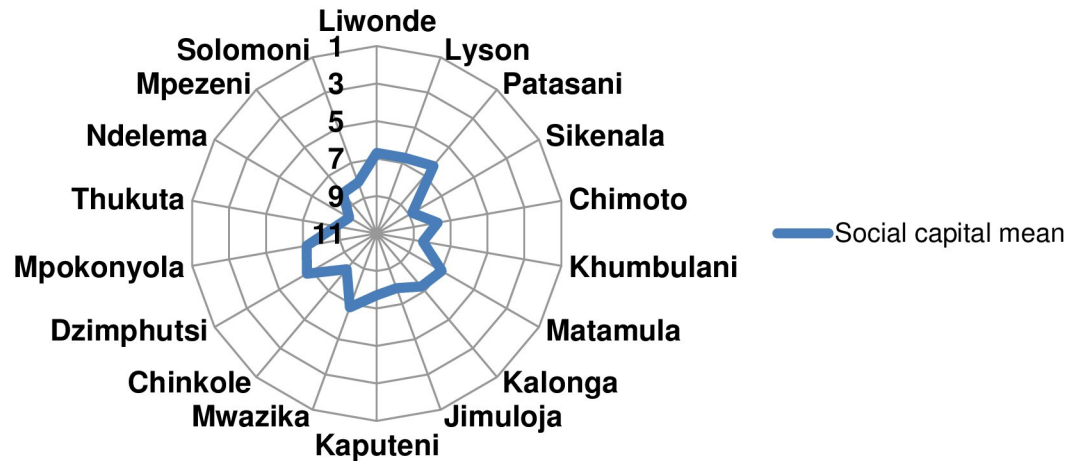 Liwonde
Lyson
Patasani
Sikenala
Chimoto
Khumbulani
Matamula
Kalonga
Jimuloja
Kaputeni
Mwazika
Chinkole
Dzimphutsi
Mpokonyola
Thukuta
Ndelema
Mpezeni
Solomoni
1
3
5
7
9
11
Social capital mean